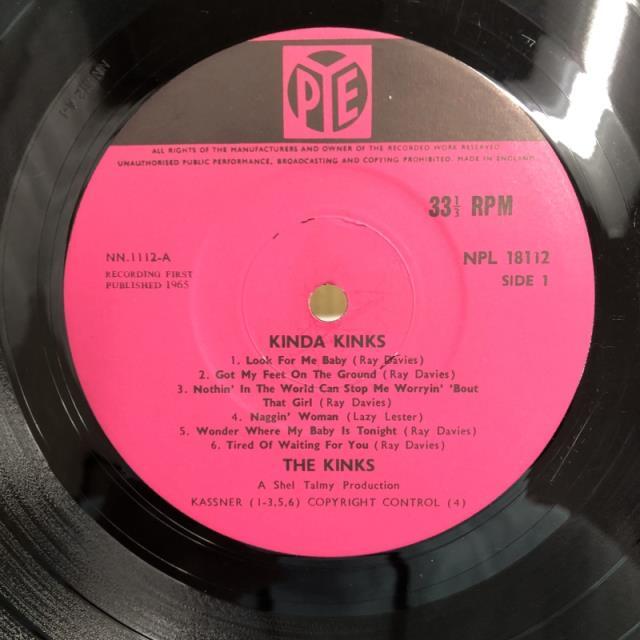 PYE
ALL RIGHTS OF THE MANUFACTURERS AND OWNER OF THE RECORDED WORK RESERVED
UNAUTHORISED PUBLIC PERFORMANCE, BROADCASTING AND COPYING PROHIBITED. MADE IN ENGLAND
33⅓ RPM
NN.1112-A
NPL 18112
RECORDING FIRST
SIDE 1
PUBLISHED 1965
KINDA KINKS
1. Look For Me Baby (Ray Davies)
2. Got My Feet On The Ground (Ray Davies)
3. Nothin' In The World Can Stop Me Worryin' 'Bout
That Girl (Ray Davies)
4. Naggin' Woman (Lazy Lester)
5. Wonder Where My Baby Is Tonight (Ray Davies)
6. Tired Of Waiting For You (Ray Davies)
THE KINKS
A Shel Talmy Production
KASSNER (1-3,5,6) COPYRIGHT CONTROL (4)